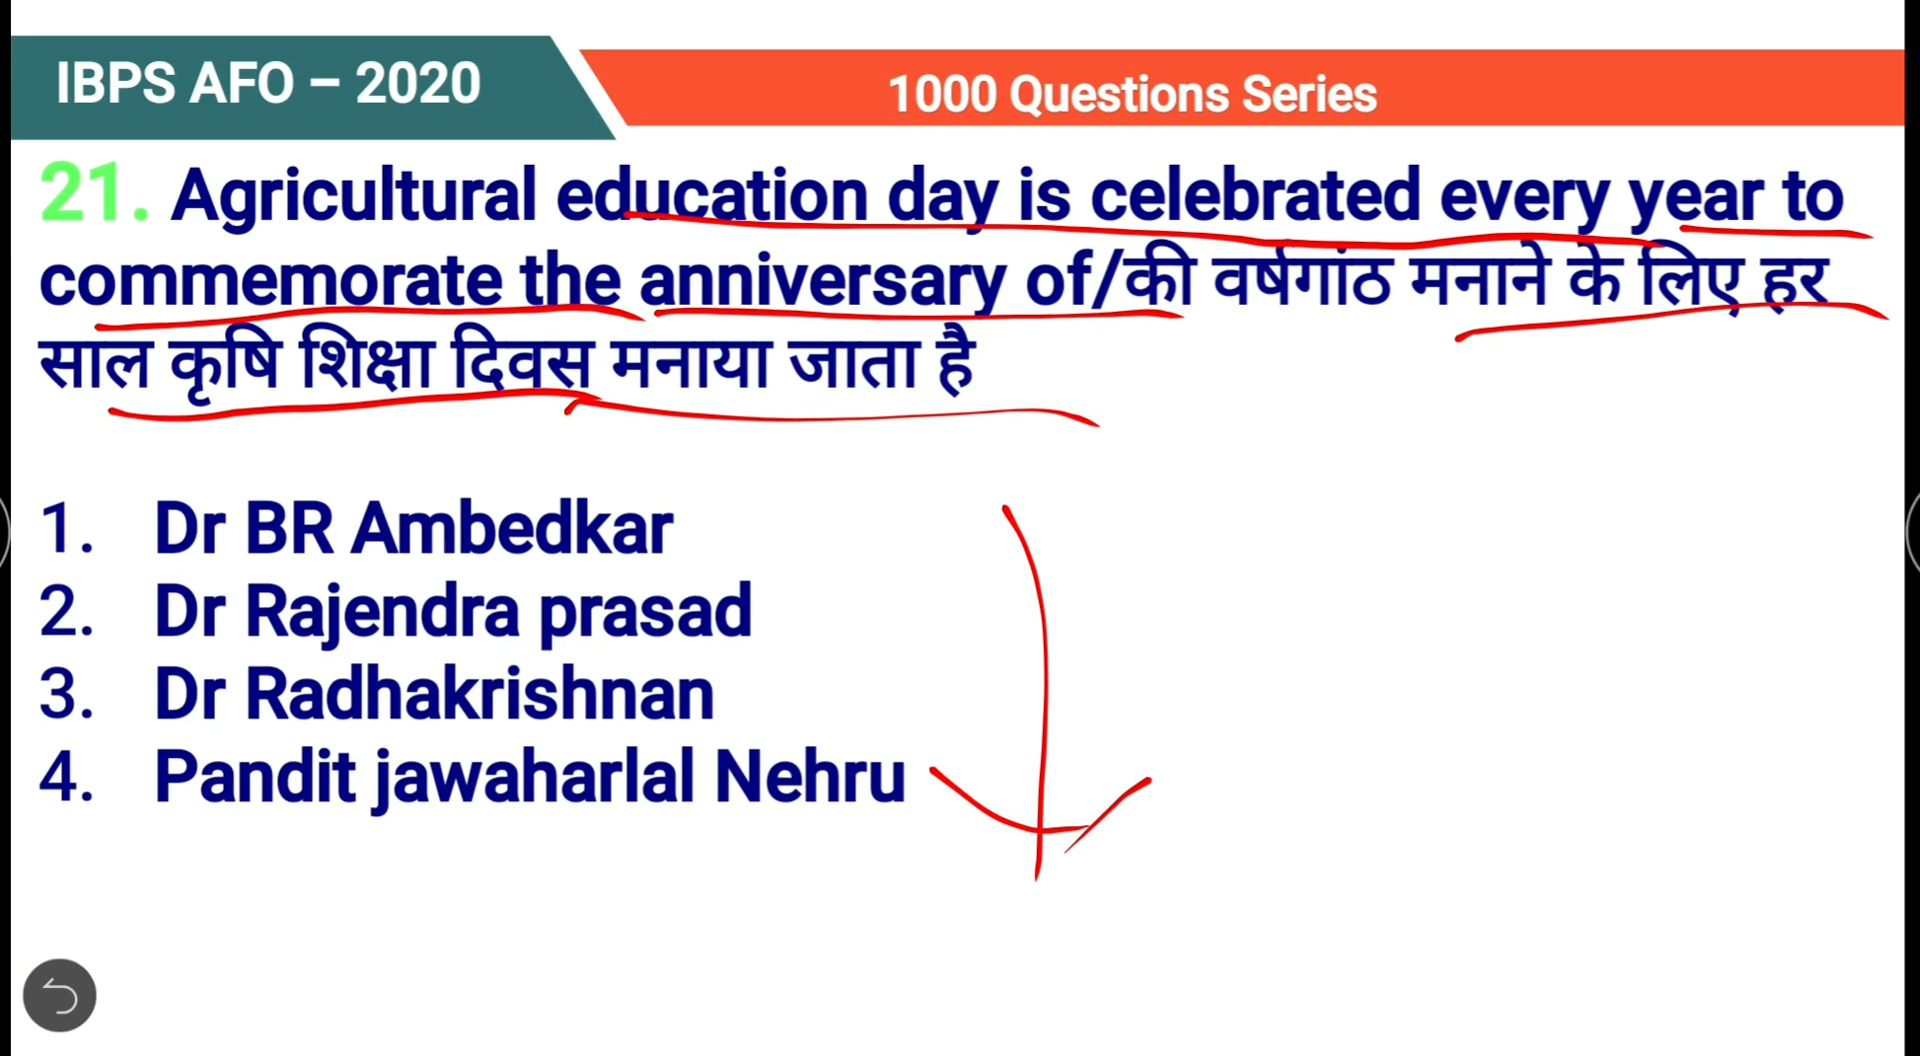 IBPS AFO – 2020
1000 Questions Series
21. Agricultural education day is celebrated every year to
commemorate the anniversary of/की वर्षगांठ मनाने के लिए हर
साल कृषि शिक्षा दिवस मनाया जाता है
1. Dr BR Ambedkar
2. Dr Rajendra prasad
3. Dr Radhakrishnan
4. Pandit jawaharlal Nehru